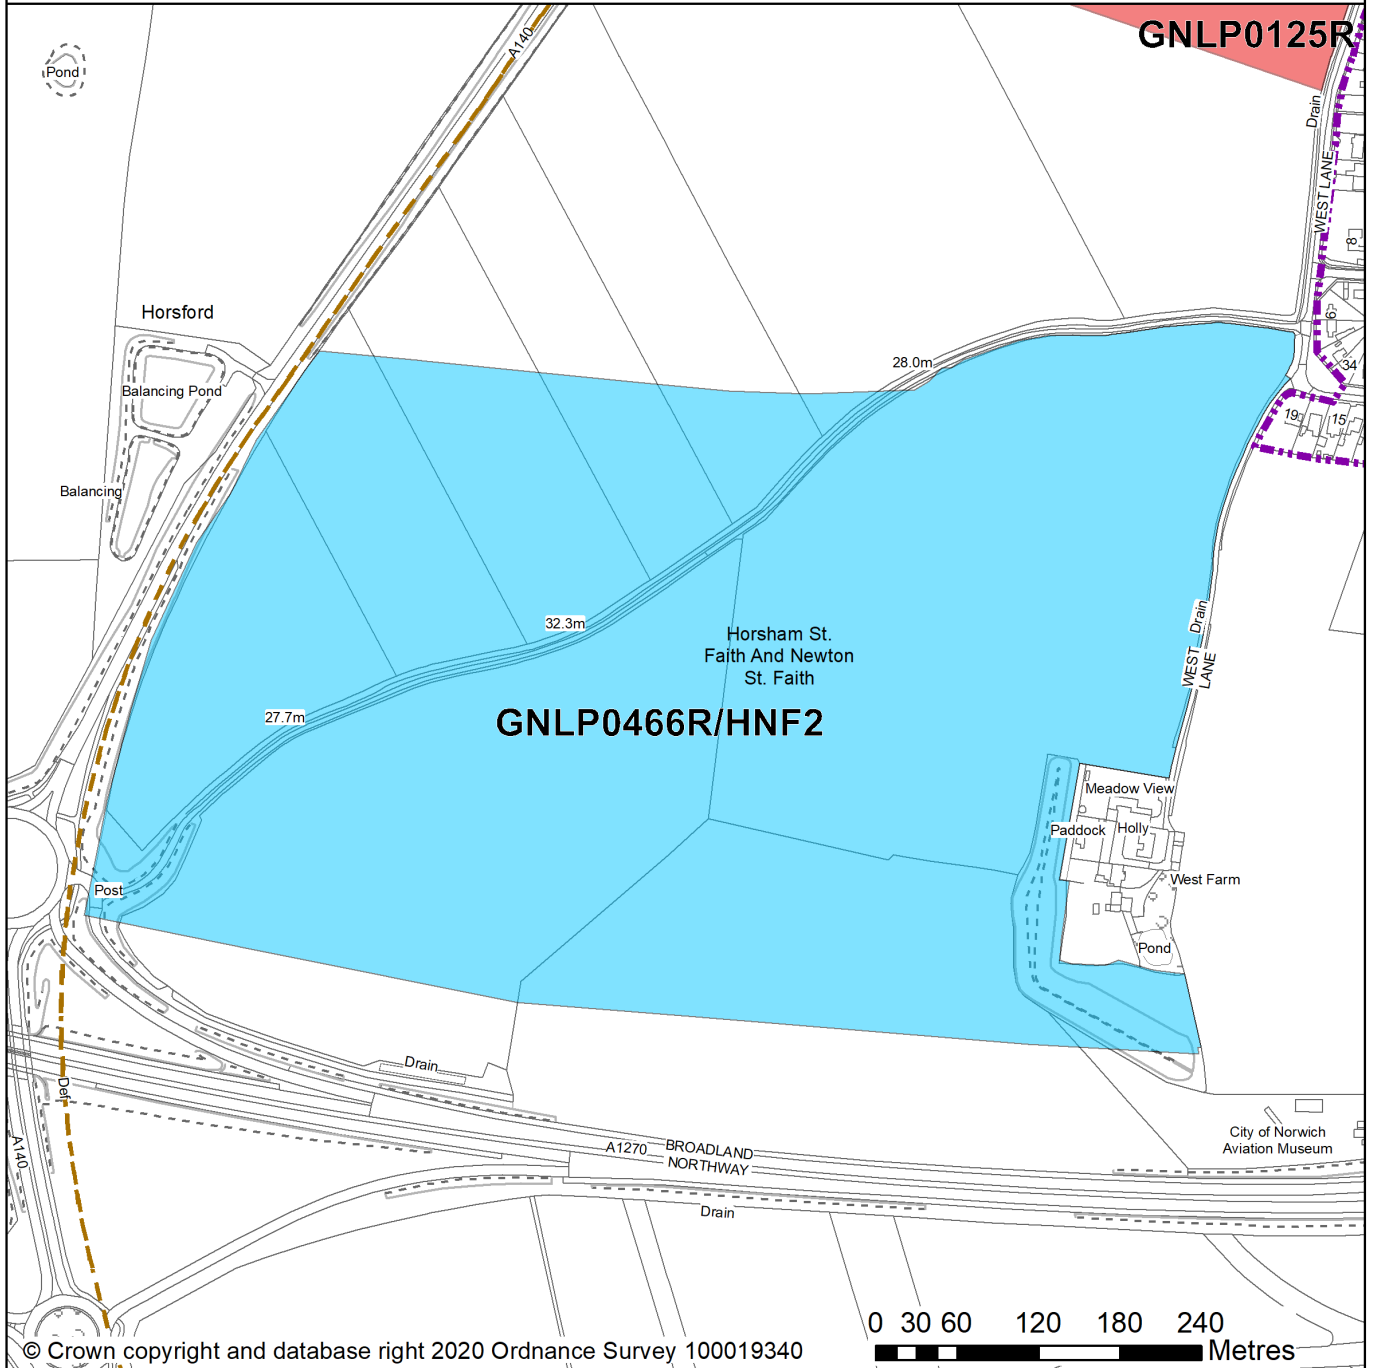 GNLP0125R
A140
Pond
Drain
WEST LANE
8
Horsford
6
28.0m
34
Balancing Pond
19
15
Balancing
32.3m
Drain
Horsham St.
Faith And Newton
St. Faith
WEST
LANE
27.7m
GNLP0466R/HNF2
Meadow View
Paddock
Holly
West Farm
Post
Pond
Drain
Def
City of Norwich
Aviation Museum
A140
A1270
BROADLAND
NORTHWAY
Drain
0 30 60 120 180 240
Metres
© Crown copyright and database right 2020 Ordnance Survey 100019340